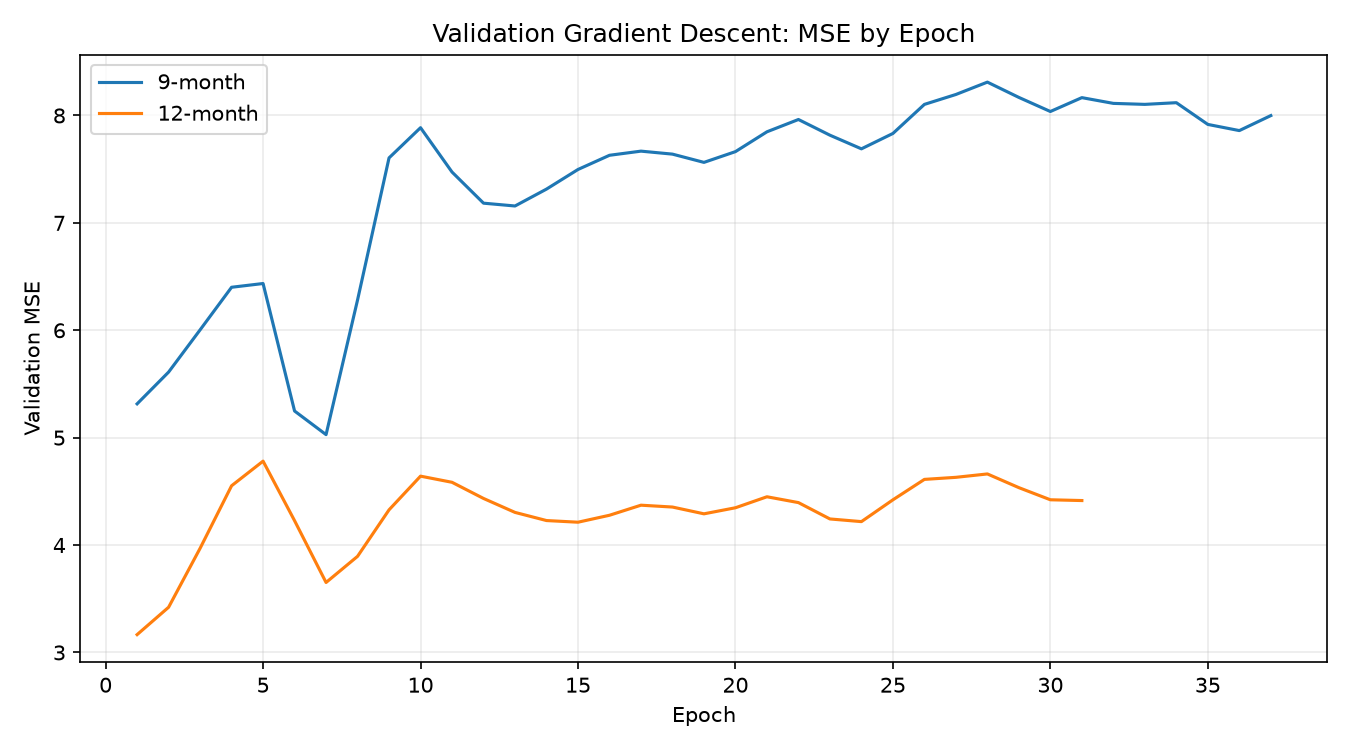 Validation Gradient Descent: MSE by Epoch
9-month
12-month
Validation MSE
8
7
6
5
4
3
0 5 10 15 20 25 30 35
Epoch